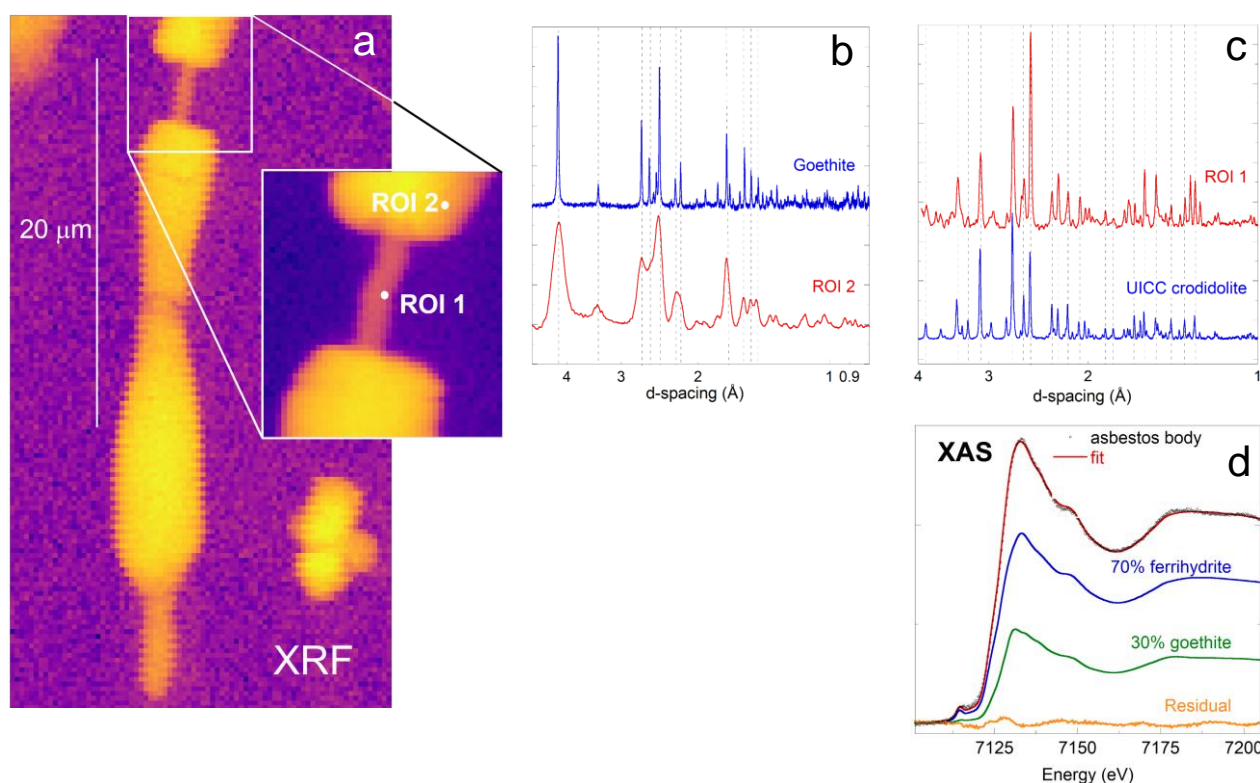 a
20 μm
ROI 2
ROI 1
XRF
b
Goethite
ROI 2
4 3 2 1 0.9
d-spacing (Å)
c
ROI 1
UICC crodidolite
4 3 2 1
d-spacing (Å)
XAS
asbestos body
fit
d
70% ferrihydrite
30% goethite
Residual
7125 7150 7175 7200
Energy (eV)